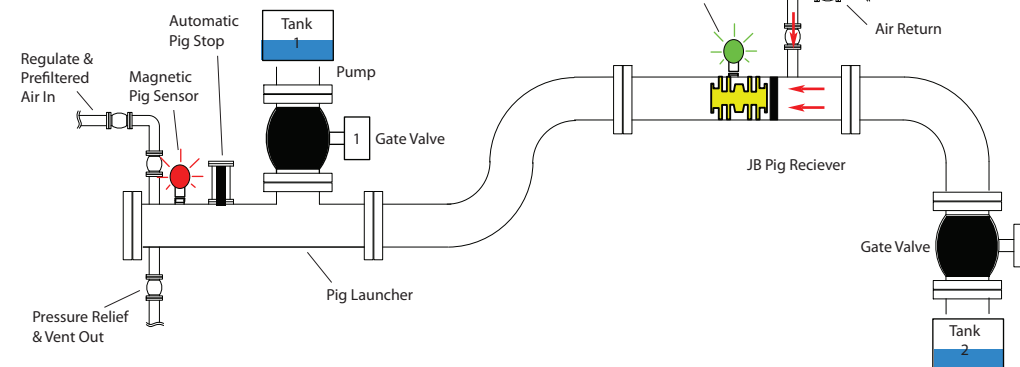 Automatic
Pig Stop
Tank
1
Air Return
Regulate &
Prefiltered
Air In
Magnetic
Pig Sensor
Pump
1
Gate Valve
JB Pig Reciever
Gate Valve
Pig Launcher
Pressure Relief
& Vent Out
Tank
2